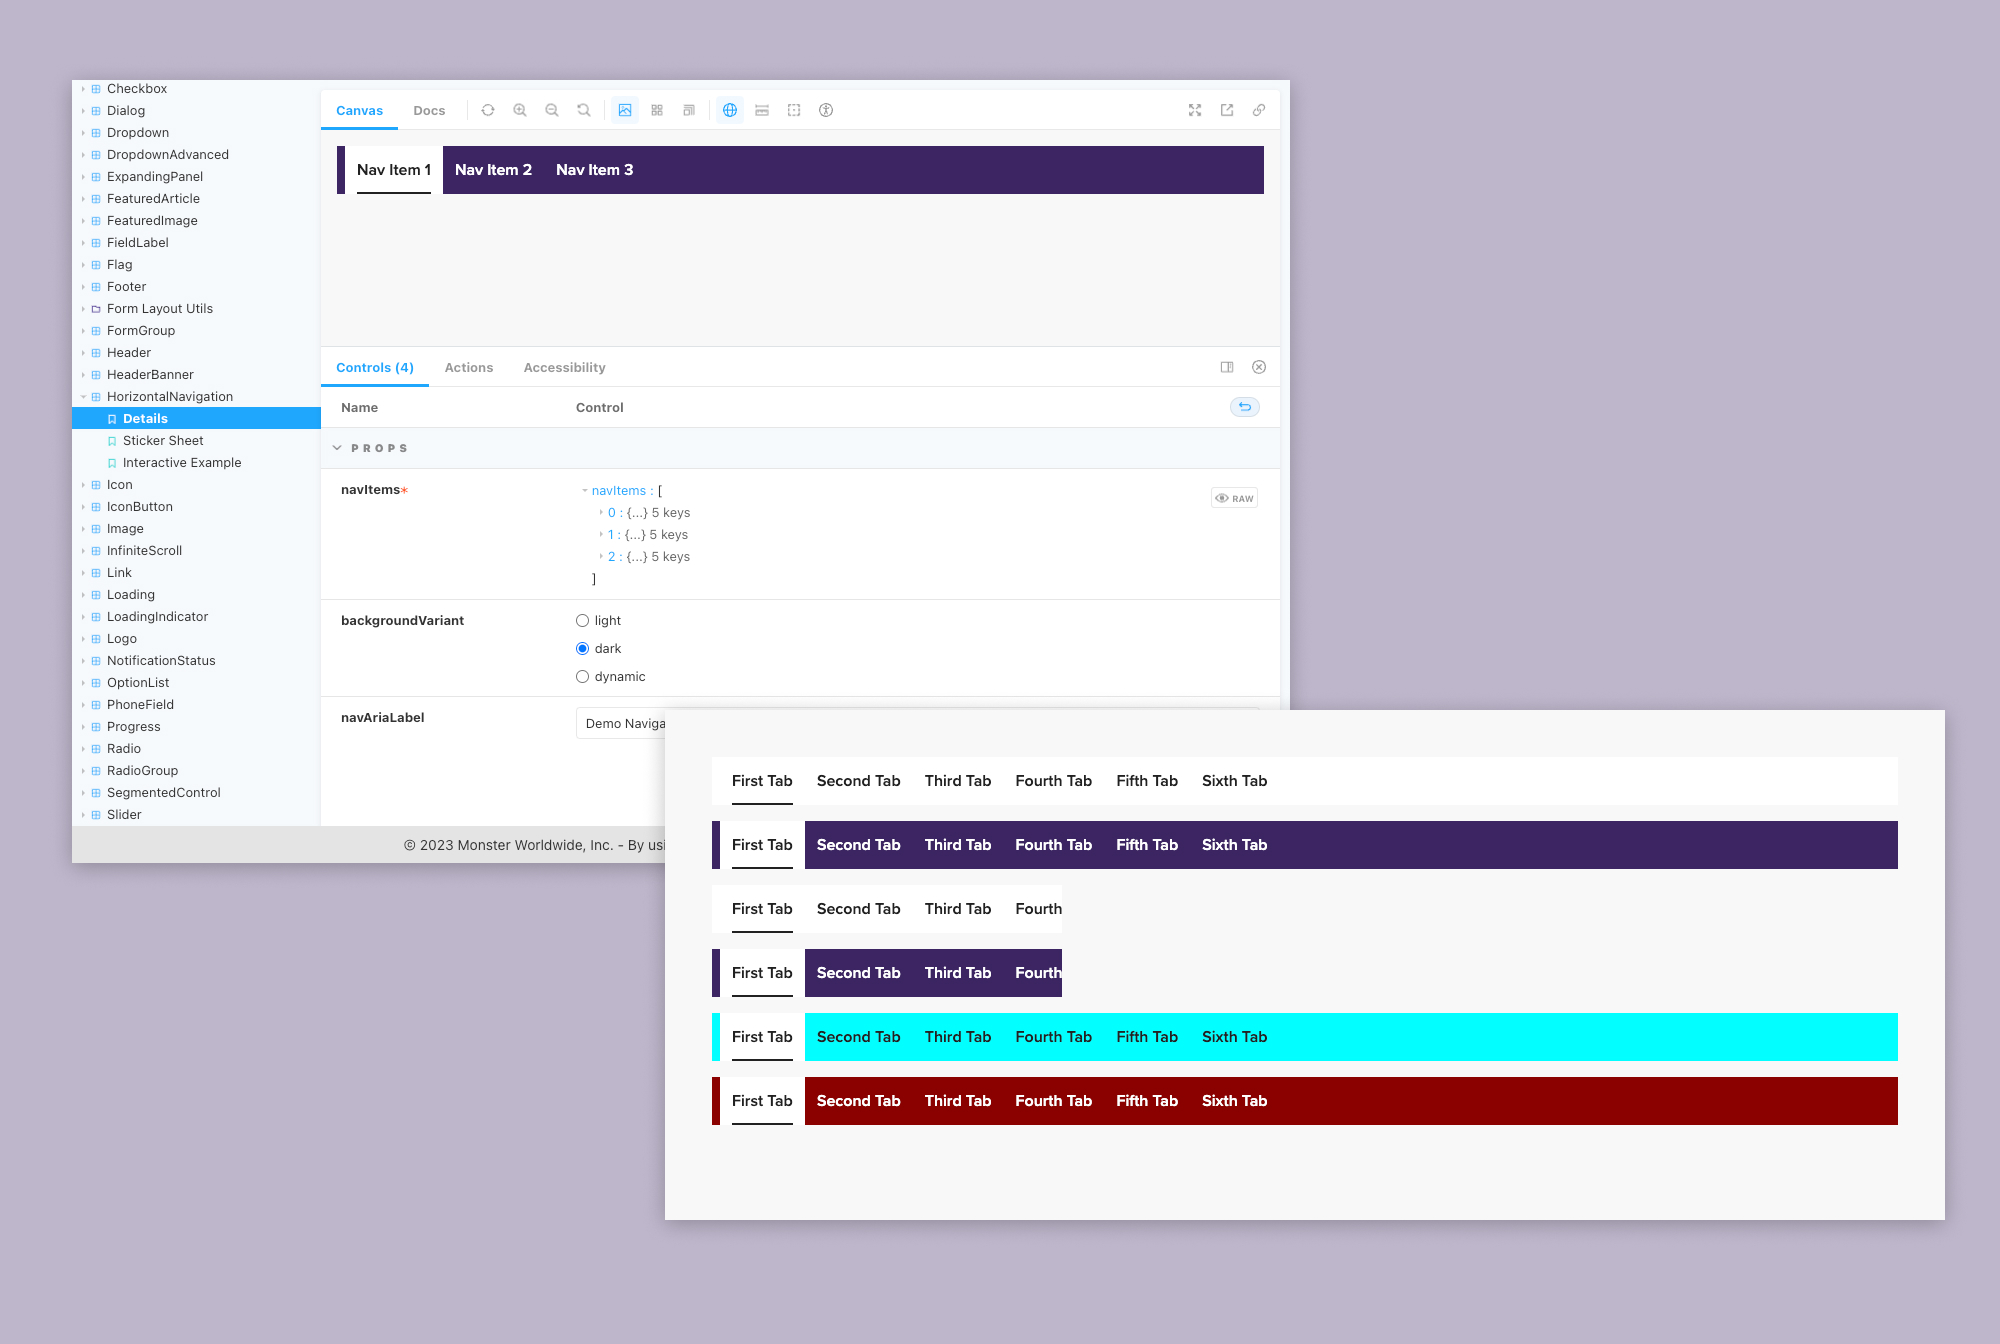 Checkbox
Dialog
Dropdown
DropdownAdvanced
ExpandingPanel
FeaturedArticle
FeaturedImage
FieldLabel
Flag
Footer
Form Layout Utils
FormGroup
Header
HeaderBanner
HorizontalNavigation
Details
Sticker Sheet
Interactive Example
Icon
IconButton
Image
InfiniteScroll
Link
Loading
LoadingIndicator
Logo
NotificationStatus
OptionList
PhoneField
Progress
Radio
RadioGroup
SegmentedControl
Slider
Canvas Docs
Nav Item 1 Nav Item 2 Nav Item 3
Controls (4) Actions Accessibility
Name Control
PROPS
navItems* navItems : [
RAW
0 : {...} 5 keys
1 : {...} 5 keys
2 : {...} 5 keys
]
backgroundVariant light
dark
dynamic
navAriaLabel Demo Naviga
© 2023 Monster Worldwide, Inc. - By usi
First Tab Second Tab Third Tab Fourth Tab Fifth Tab Sixth Tab
First Tab Second Tab Third Tab Fourth Tab Fifth Tab Sixth Tab
First Tab Second Tab Third Tab Fourth
First Tab Second Tab Third Tab Fourth
First Tab Second Tab Third Tab Fourth Tab Fifth Tab Sixth Tab
First Tab Second Tab Third Tab Fourth Tab Fifth Tab Sixth Tab